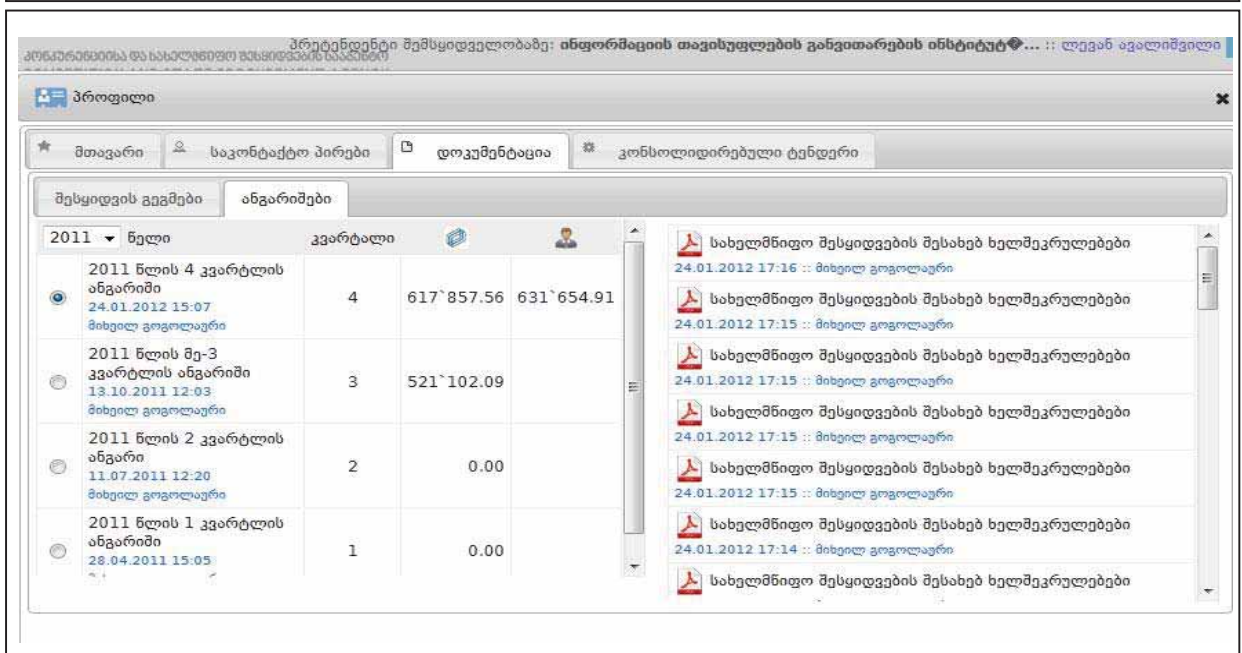 პრეტენდენტი შემსყიდველობაზე: ინფორმაციის თავისუფლების განვითარების ინსტიტუტ�... :: ლევან ავალიშვილი
კონკურენციისა და სახელმწიფო შესყიდვების სააგენტო
პროფილი
მთავარი საკონტაქტო პირები დოკუმენტაცია კონსოლიდირებული ტენდერი
შესყიდვის გეგმები ანგარიშები
2011 წელი კვარტალი
2011 წლის 4 კვარტლის
ანგარიში
24.01.2012 15:07
მიხეილ გოგოლაური
4 617`857.56 631`654.91
2011 წლის მე-3
კვარტლის ანგარიში
13.10.2011 12:03
მიხეილ გოგოლაური
3 521`102.09
2011 წლის 2 კვარტლის
ანგარი
11.07.2011 12:20
მიხეილ გოგოლაური
2 0.00
2011 წლის 1 კვარტლის
ანგარიში
28.04.2011 15:05
1 0.00
სახელმწიფო შესყიდვების შესახებ ხელშეკრულებები
24.01.2012 17:16 :: მიხეილ გოგოლაური
სახელმწიფო შესყიდვების შესახებ ხელშეკრულებები
24.01.2012 17:15 :: მიხეილ გოგოლაური
სახელმწიფო შესყიდვების შესახებ ხელშეკრულებები
24.01.2012 17:15 :: მიხეილ გოგოლაური
სახელმწიფო შესყიდვების შესახებ ხელშეკრულებები
24.01.2012 17:15 :: მიხეილ გოგოლაური
სახელმწიფო შესყიდვების შესახებ ხელშეკრულებები
24.01.2012 17:15 :: მიხეილ გოგოლაური
სახელმწიფო შესყიდვების შესახებ ხელშეკრულებები
24.01.2012 17:14 :: მიხეილ გოგოლაური
სახელმწიფო შესყიდვების შესახებ ხელშეკრულებები